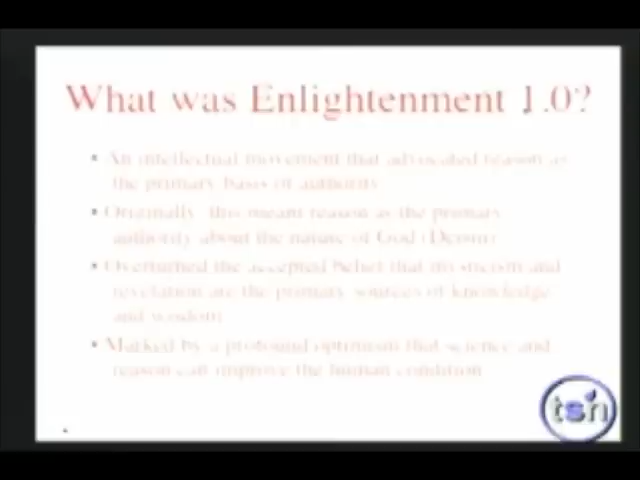 What was Enlightenment 1.0?
• An intellectual movement that advocated reason as
the primary basis of authority
• Originally, this meant reason as the primary
authority about the nature of God (Deism)
• Overturned the accepted belief that mysticism and
revelation are the primary sources of knowledge
and wisdom
• Marked by a profound optimism that science and
reason can improve the human condition
tsn